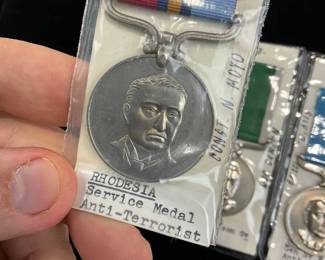 RHODESIA
Service Medal
Anti-Terrorist
CONST. N. MOYO